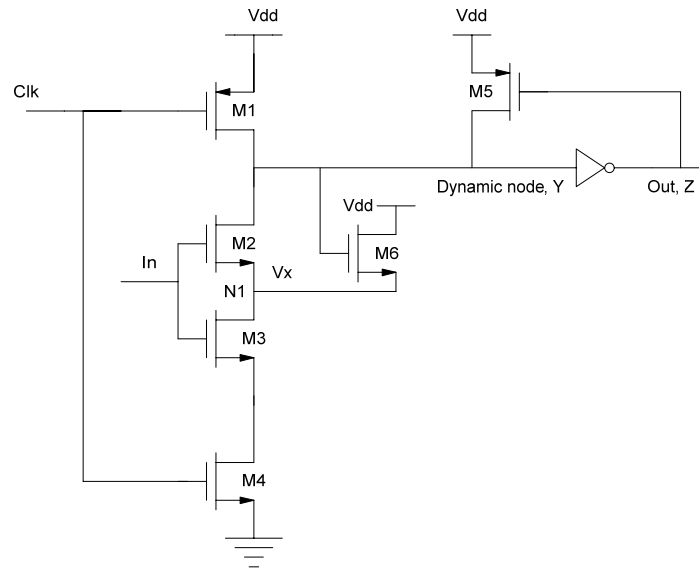 Vdd
Vdd
Clk
M1
M5
Dynamic node, Y
Out, Z
Vdd
M2
M6
In
Vx
N1
M3
M4